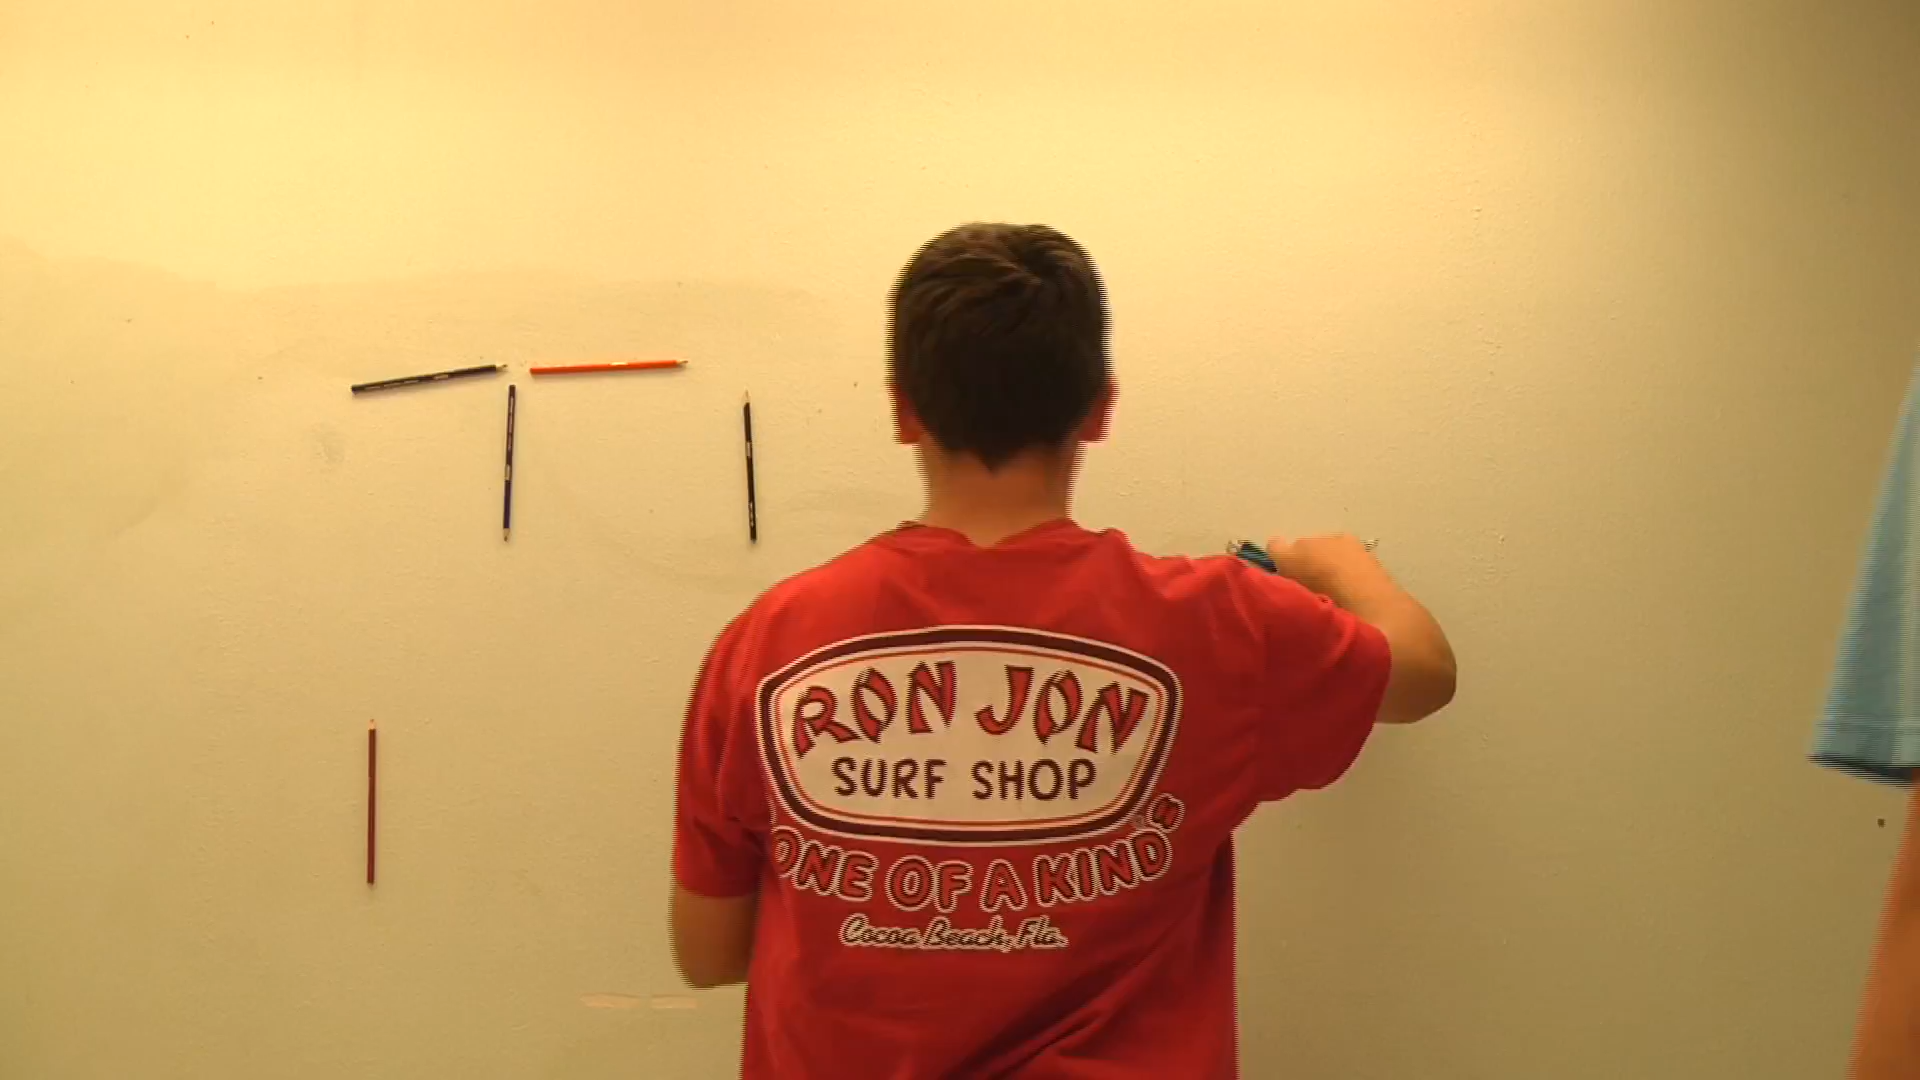 RON JON
SURF SHOP
"ONE OF A KIND"
Cocoa Beach, Fla.